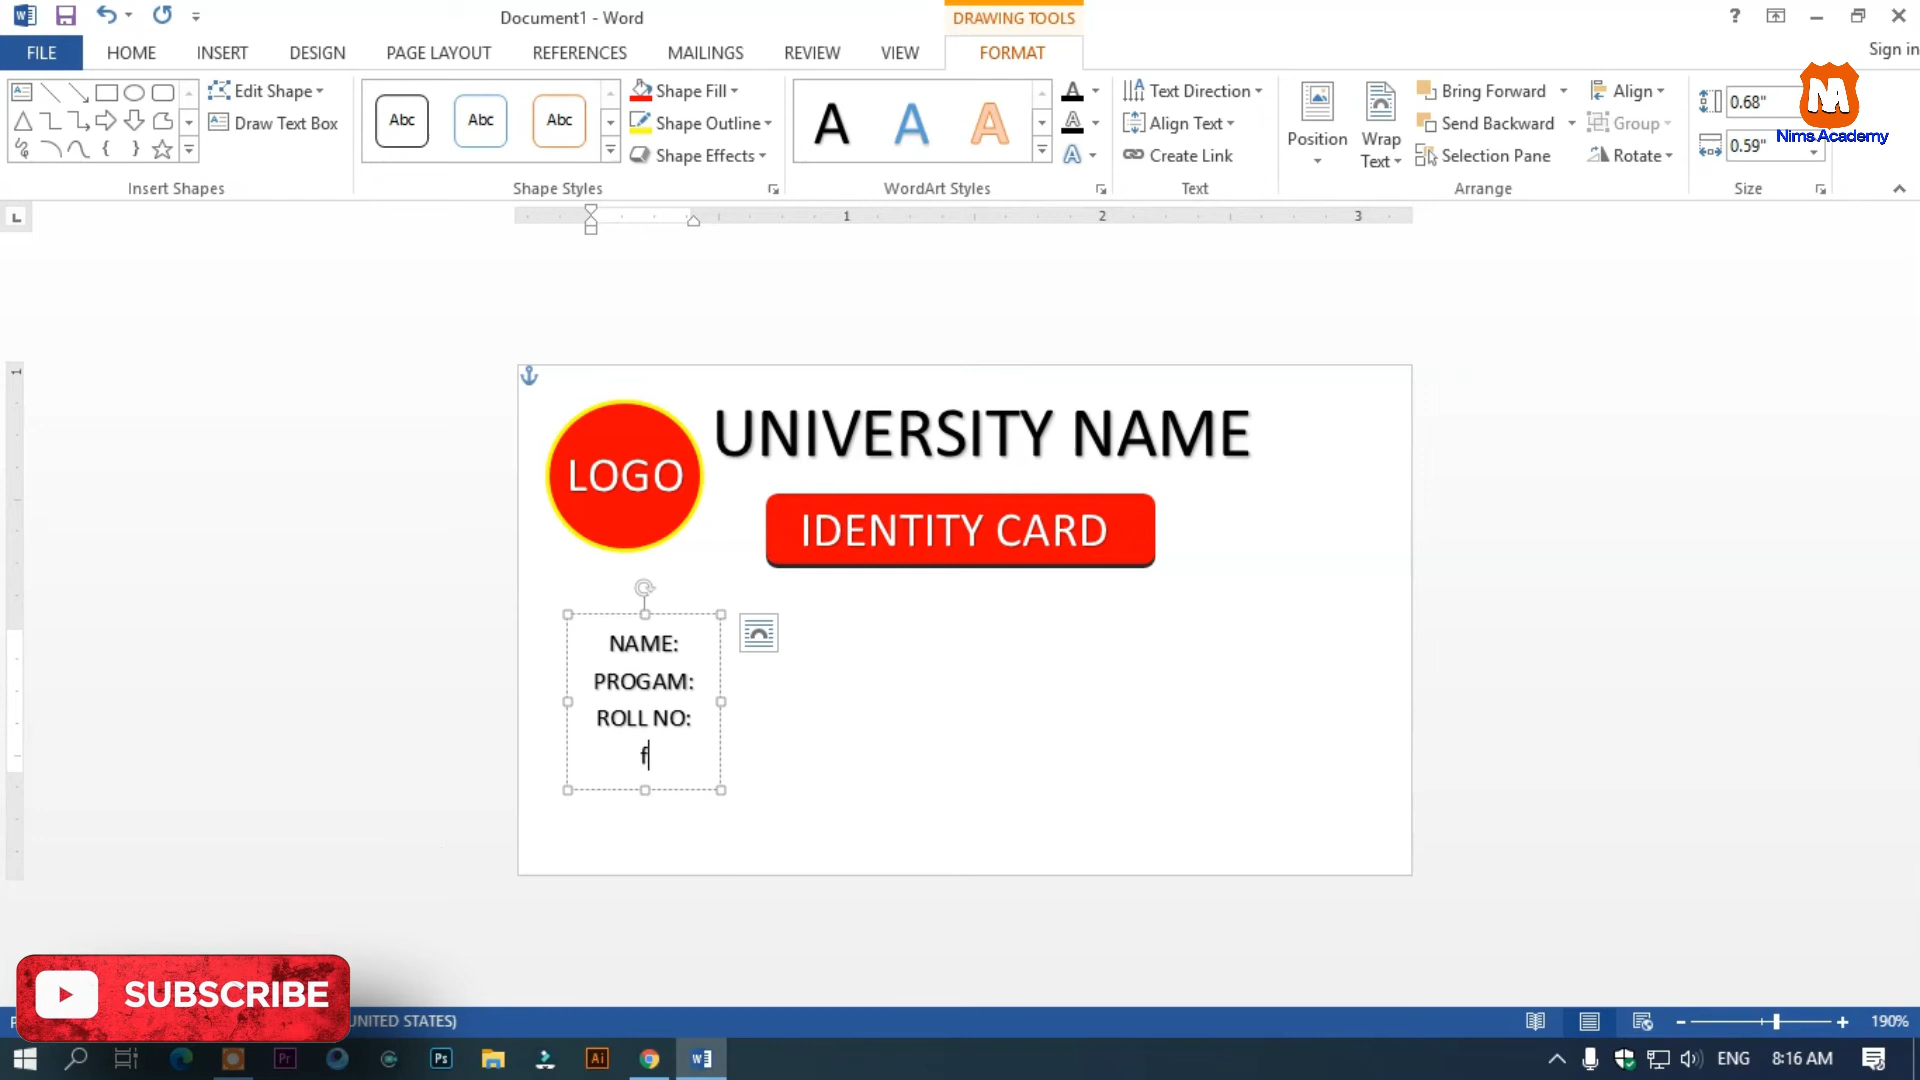 Document1 - Word
DRAWING TOOLS
?
FILE
HOME
INSERT
DESIGN
PAGE LAYOUT
REFERENCES
MAILINGS
REVIEW
VIEW
FORMAT
Sign in
Edit Shape
Draw Text Box
Insert Shapes
Abc
Abc
Abc
Shape Fill
Shape Outline
Shape Effects
Shape Styles
A
A
A
WordArt Styles
Text Direction
Align Text
Create Link
Text
Position
Wrap
Text
Bring Forward
Send Backward
Selection Pane
Align
Group
Rotate
Arrange
0.68"
0.59"
Size
Nims Academy
1
2
3
LOGO
UNIVERSITY NAME
IDENTITY CARD
NAME:
PROGAM:
ROLL NO:
f
SUBSCRIBE
UNITED STATES)
190%
Pr
Ps
Ai
ENG
8:16 AM